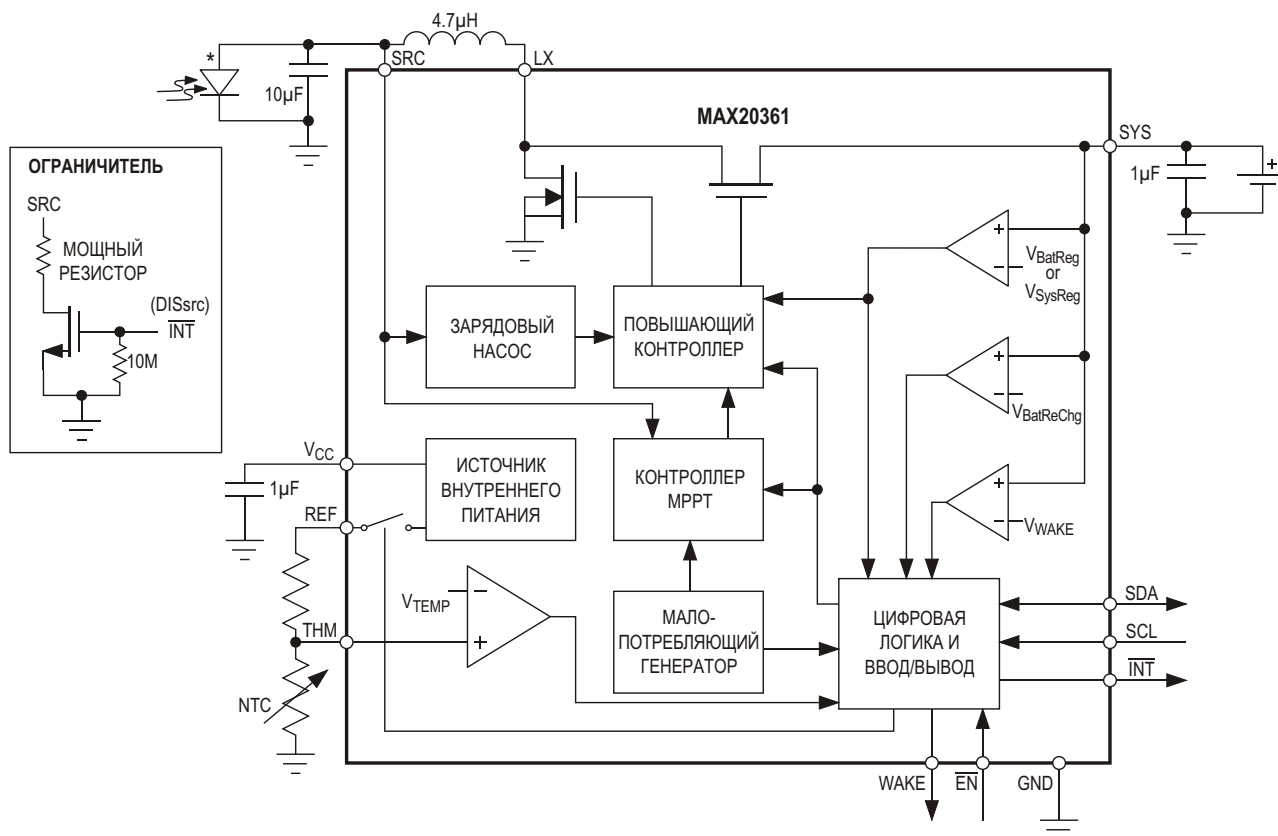 4.7µH
SRC
LX
*
10µF
MAX20361
SYS
1µF
+
ОГРАНИЧИТЕЛЬ
SRC
МОЩНЫЙ
РЕЗИСТОР
(DISsrc)
INT
10M
ЗАРЯДОВЫЙ
НАСОС
ПОВЫШАЮЩИЙ
КОНТРОЛЛЕР
+
−
VBatReg
or
VSysReg
+
−
VBatReChg
VCC
1µF
REF
ИСТОЧНИК
ВНУТРЕННЕГО
ПИТАНИЯ
КОНТРОЛЛЕР
MPPT
+
−
VWAKE
VTEMP
−
+
THM
NTC
МАЛО-
ПОТРЕБЛЯЮЩИЙ
ГЕНЕРАТОР
ЦИФРОВАЯ
ЛОГИКА И
ВВОД/ВЫВОД
SDA
SCL
INT
WAKE
EN
GND